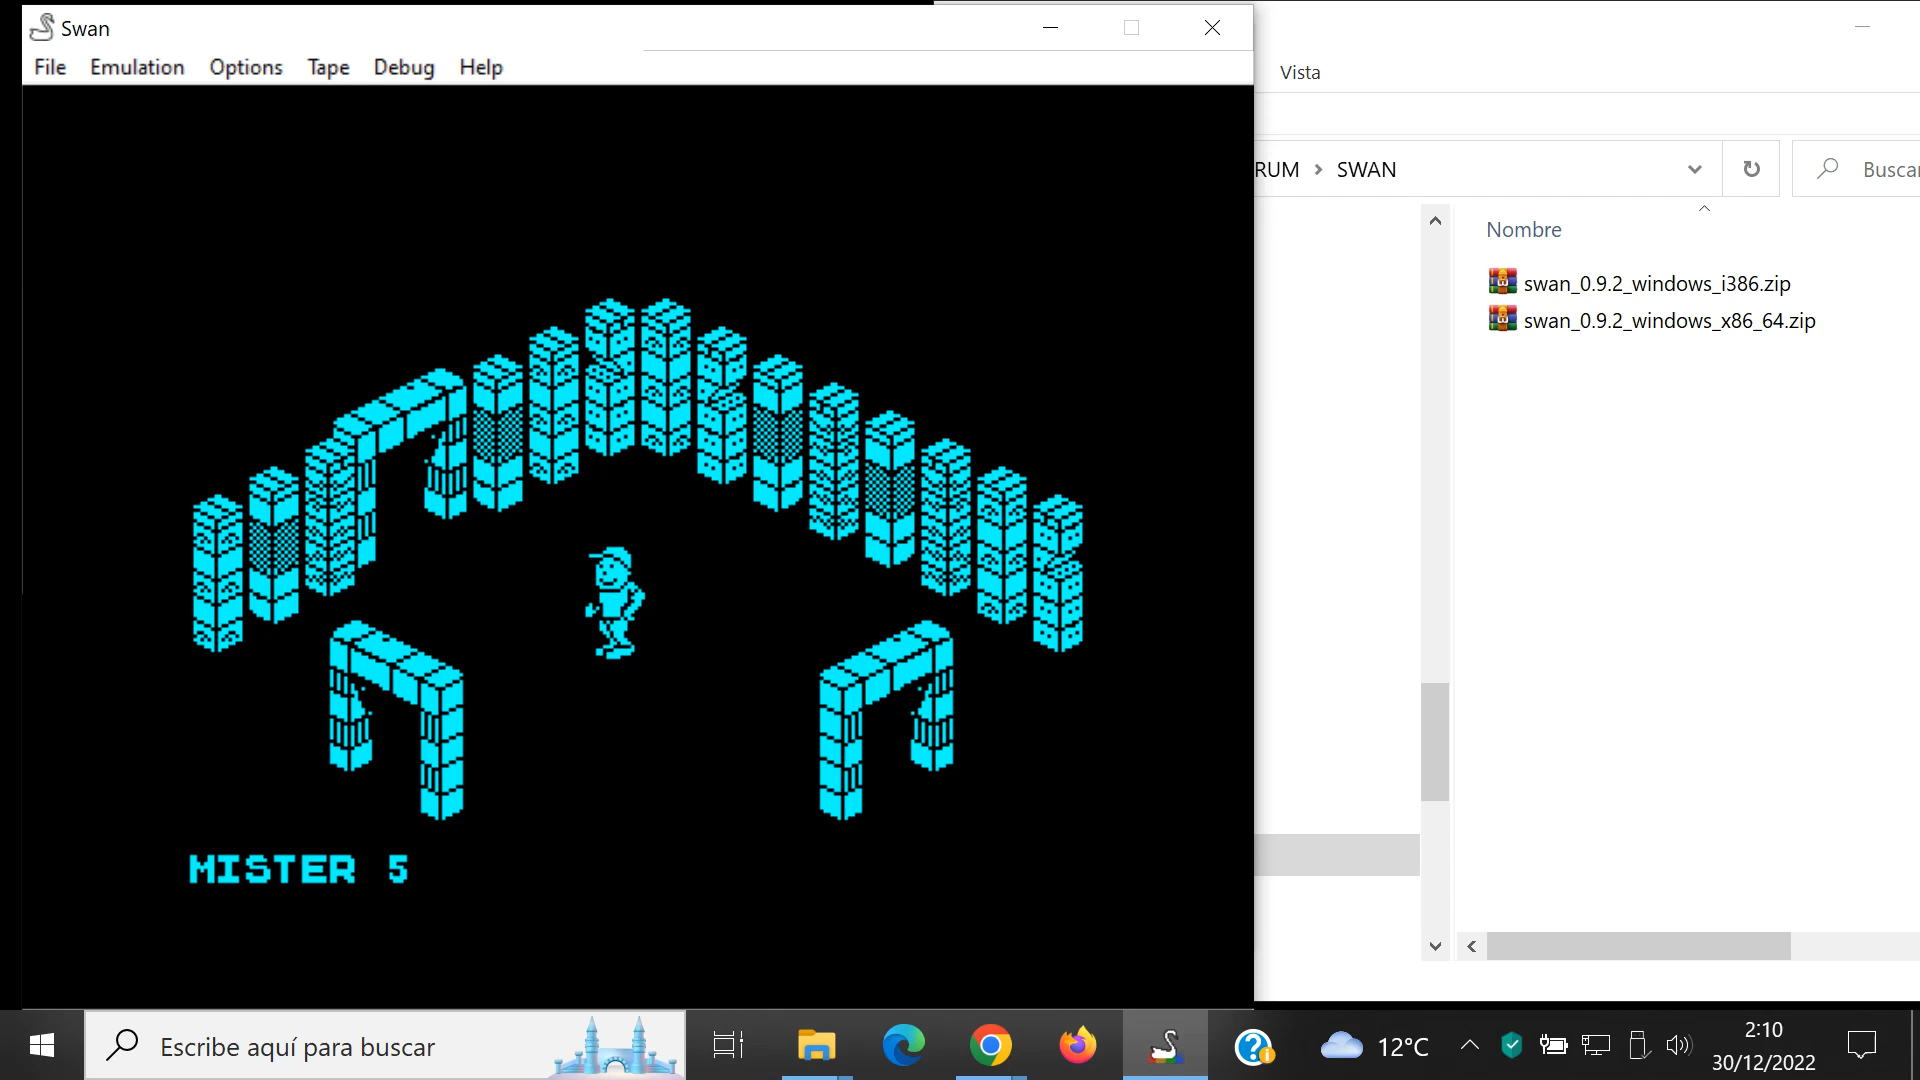 Swan
File Emulation Options Tape Debug Help
Vista
RUM > SWAN
Buscar
Nombre
swan_0.9.2_windows_i386.zip
swan_0.9.2_windows_x86_64.zip
MISTER 5
Escribe aquí para buscar
12°C
2:10
30/12/2022